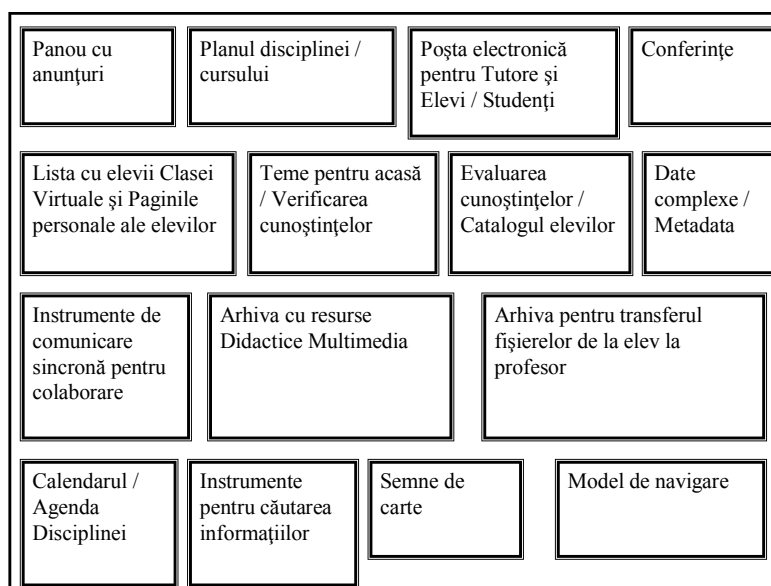 Panou cu
anunţuri
Planul disciplinei /
cursului
Poşta electronică
pentru Tutore şi
Elevi / Studenţi
Conferinţe
Lista cu elevii Clasei
Virtuale şi Paginile
personale ale elevilor
Teme pentru acasă
/ Verificarea
cunoştinţelor
Evaluarea
cunoştinţelor /
Catalogul elevilor
Date
complexe /
Metadata
Instrumente de
comunicare
sincronă pentru
colaborare
Arhiva cu resurse
Didactice Multimedia
Arhiva pentru transferul
fişierelor de la elev la
profesor
Calendarul /
Agenda
Disciplinei
Instrumente
pentru căutarea
informaţiilor
Semne de
carte
Model de navigare